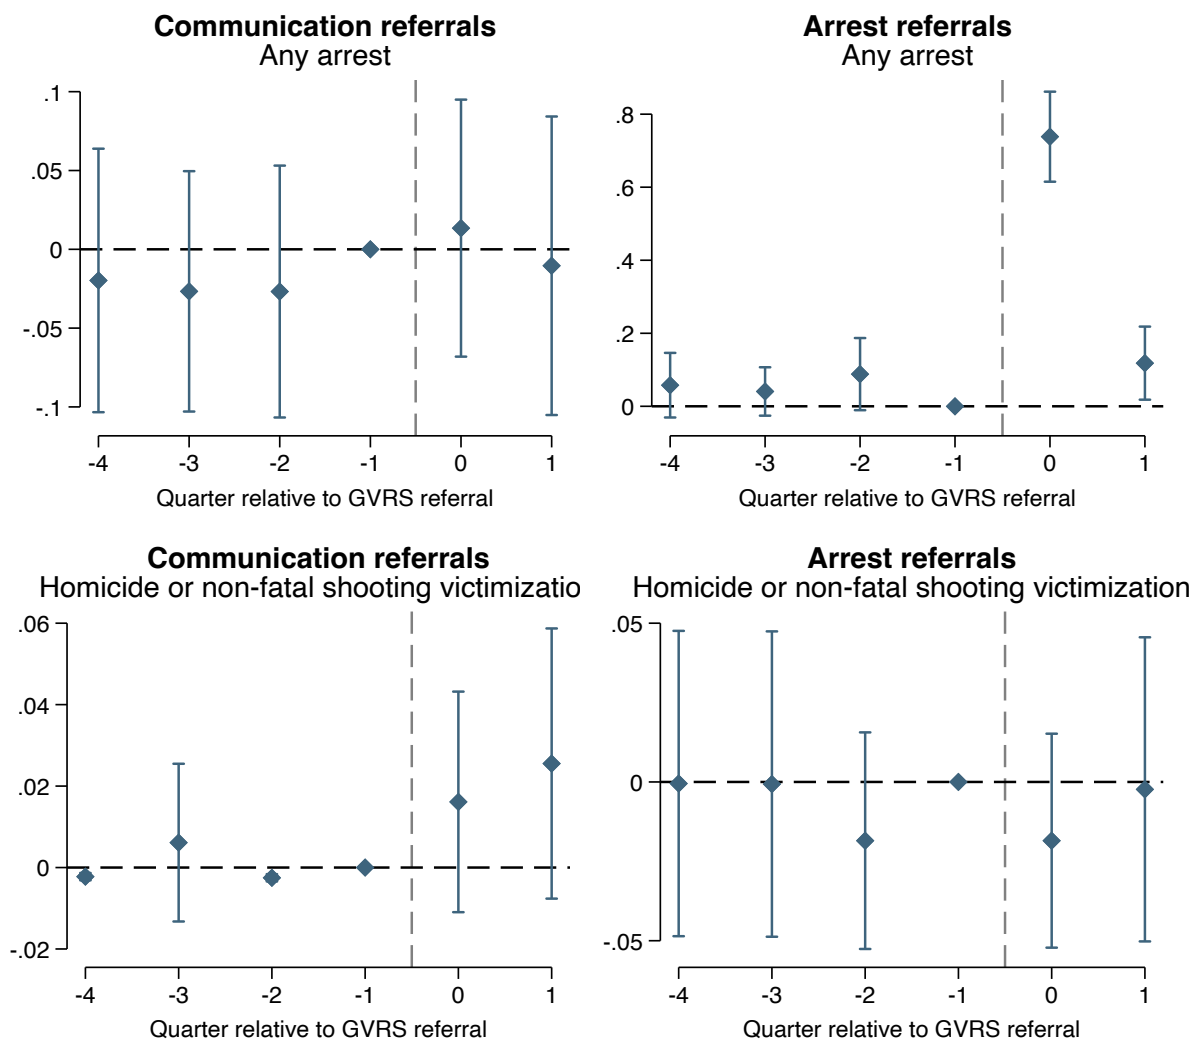 Communication referrals
Any arrest
.1
.05
0
-.05
-.1
-4 -3 -2 -1 0 1
Quarter relative to GVRS referral
Arrest referrals
Any arrest
.8
.6
.4
.2
0
-4 -3 -2 -1 0 1
Quarter relative to GVRS referral
Communication referrals
Homicide or non-fatal shooting victimizatio
.06
.04
.02
0
-.02
-4 -3 -2 -1 0 1
Quarter relative to GVRS referral
Arrest referrals
Homicide or non-fatal shooting victimization
.05
0
-.05
-4 -3 -2 -1 0 1
Quarter relative to GVRS referral